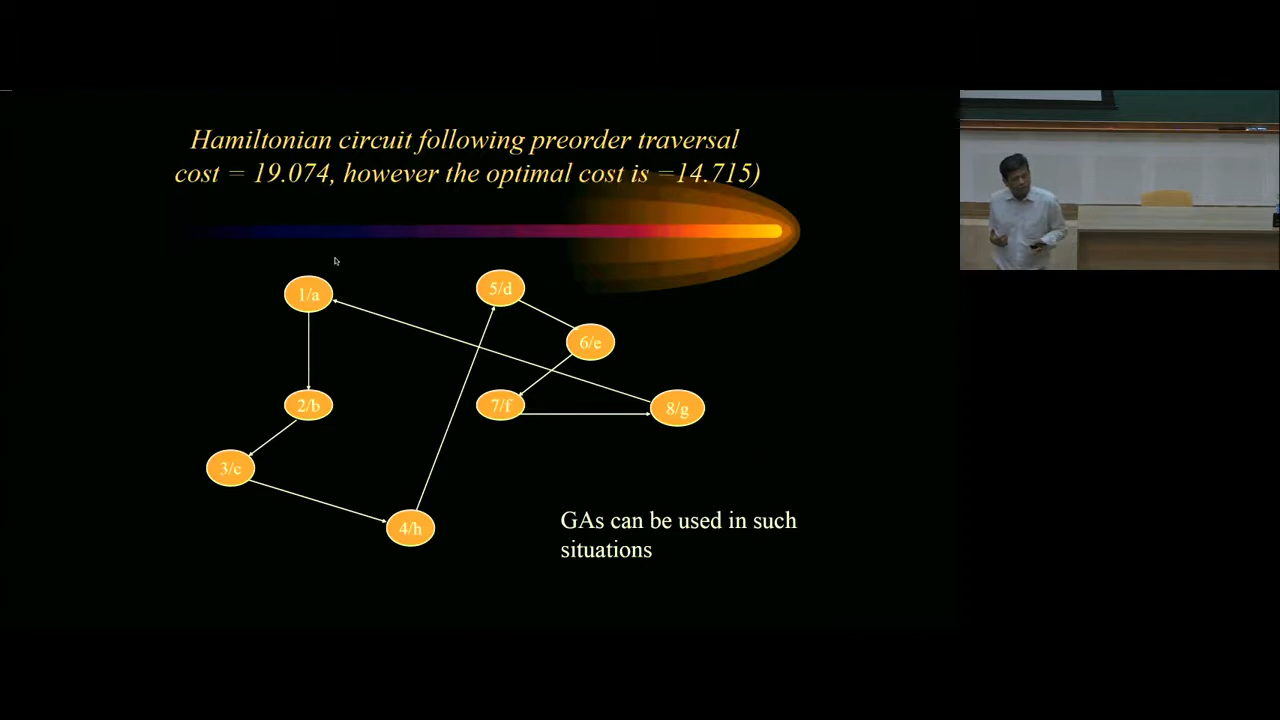 Hamiltonian circuit following preorder traversal
cost = 19.074, however the optimal cost is −14.715)
1/a
5/d
6/e
2/b
7/f
8/g
3/c
4/h
GAs can be used in such
situations